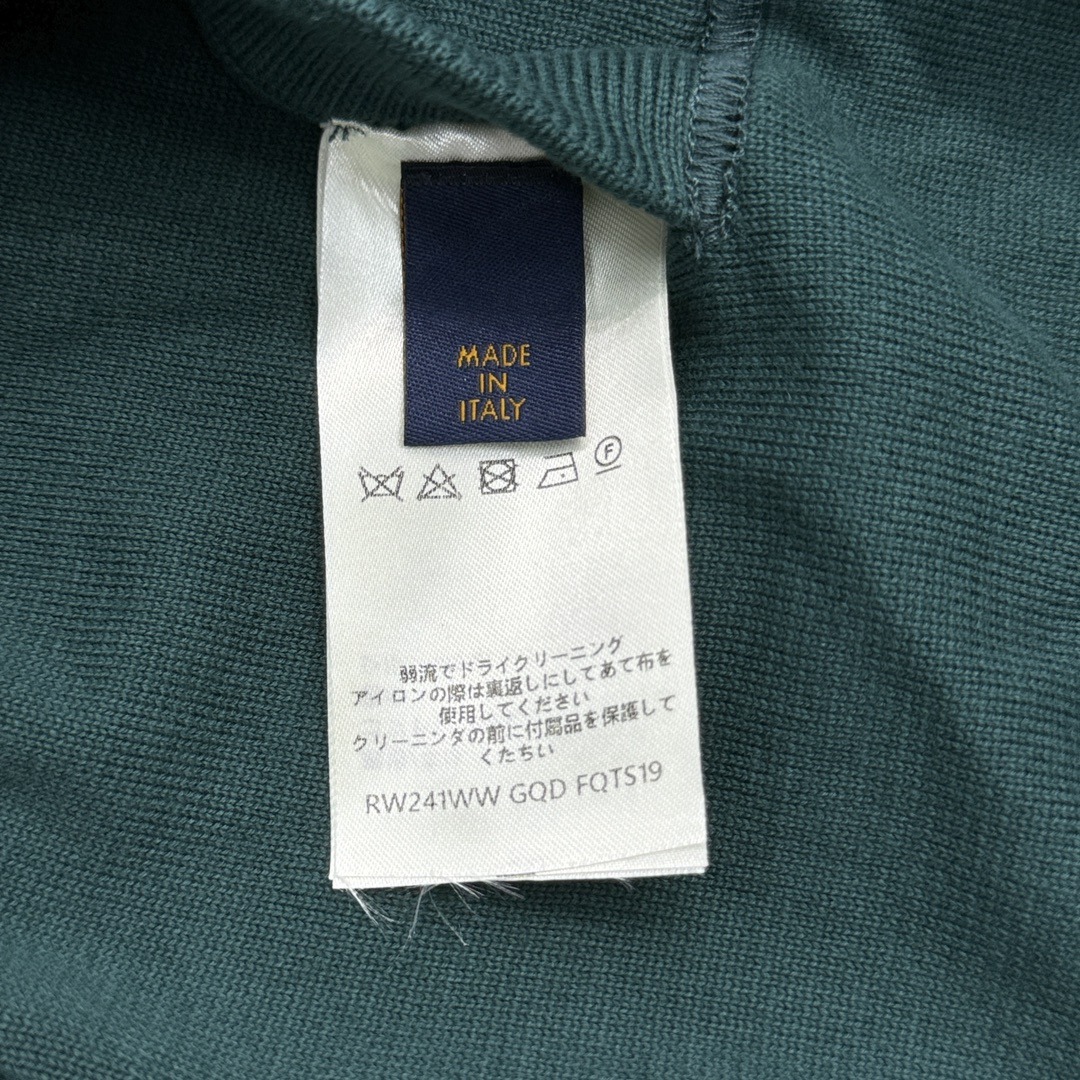 MADE
IN
ITALY
F
弱流でドライクリーニング
アイロンの際は裏返しにしてあて布を
使用してください
クリーニンダの前に付属品を保護して
くたちい
RW241WW GQD FQTS19